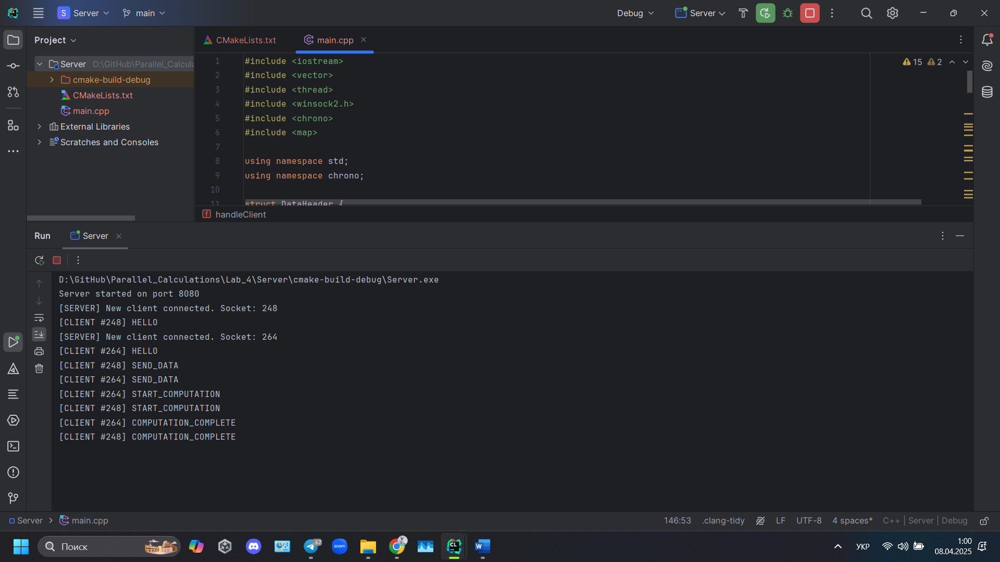 S Server main Debug Server
Project
CMakeLists.txt main.cpp
Server D:\GitHub\Parallel_Calcula
cmake-build-debug
CMakeLists.txt
main.cpp
External Libraries
Scratches and Consoles
15 2
1 #include <iostream>
2 #include <vector>
3 #include <thread>
4 #include <winsock2.h>
5 #include <chrono>
6 #include <map>
7
8 using namespace std;
9 using namespace chrono;
10
11 struct DataHeader {
f handleClient
Run Server
D:\GitHub\Parallel_Calculations\Lab_4\Server\cmake-build-debug\Server.exe
Server started on port 8080
[SERVER] New client connected. Socket: 248
[CLIENT #248] HELLO
[SERVER] New client connected. Socket: 264
[CLIENT #264] HELLO
[CLIENT #248] SEND_DATA
[CLIENT #264] SEND_DATA
[CLIENT #264] START_COMPUTATION
[CLIENT #248] START_COMPUTATION
[CLIENT #264] COMPUTATION_COMPLETE
[CLIENT #248] COMPUTATION_COMPLETE
Server main.cpp 146:53 .clang-tidy LF UTF-8 4 spaces* C++ Server Debug
Поиск 67 zoom CL W УКР 1:00
08.04.2025